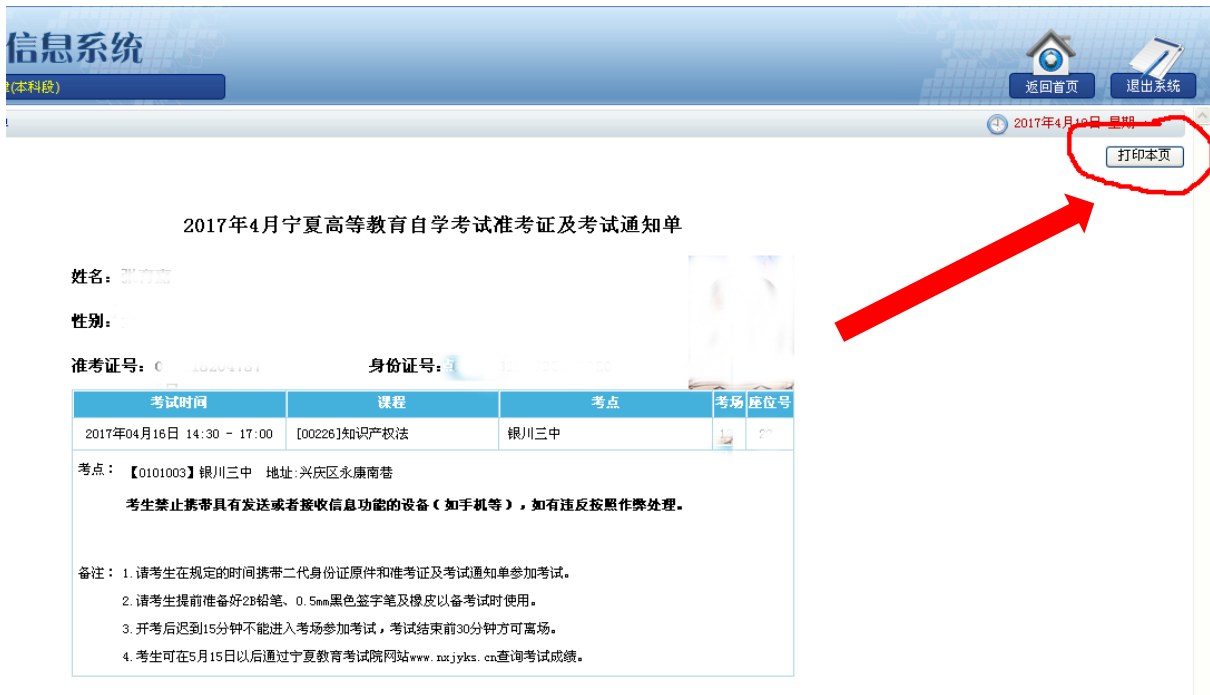 信息系统
(本科段)
返回首页 退出系统
2017年4月 日 星期
打印本页
2017年4月宁夏高等教育自学考试准考证及考试通知单
姓名:
性别:
准考证号: 身份证号:
考试时间 课程 考点 考场 座位号
2017年04月16日 14:30 - 17:00 [00226]知识产权法 银川三中
考点: 【0101003】银川三中 地址:兴庆区永康南巷
考生禁止携带具有发送或者接收信息功能的设备(如手机等),如有违反按照作弊处理。
备注: 1.请考生在规定的时间携带二代身份证原件和准考证及考试通知单参加考试。
2.请考生提前准备好2B铅笔、0.5mm黑色签字笔及橡皮以备考试时使用。
3.开考后迟到15分钟不能进入考场参加考试,考试结束前30分钟方可离场。
4.考生可在5月15日以后通过宁夏教育考试院网站www.nxjyks.cn查询考试成绩。